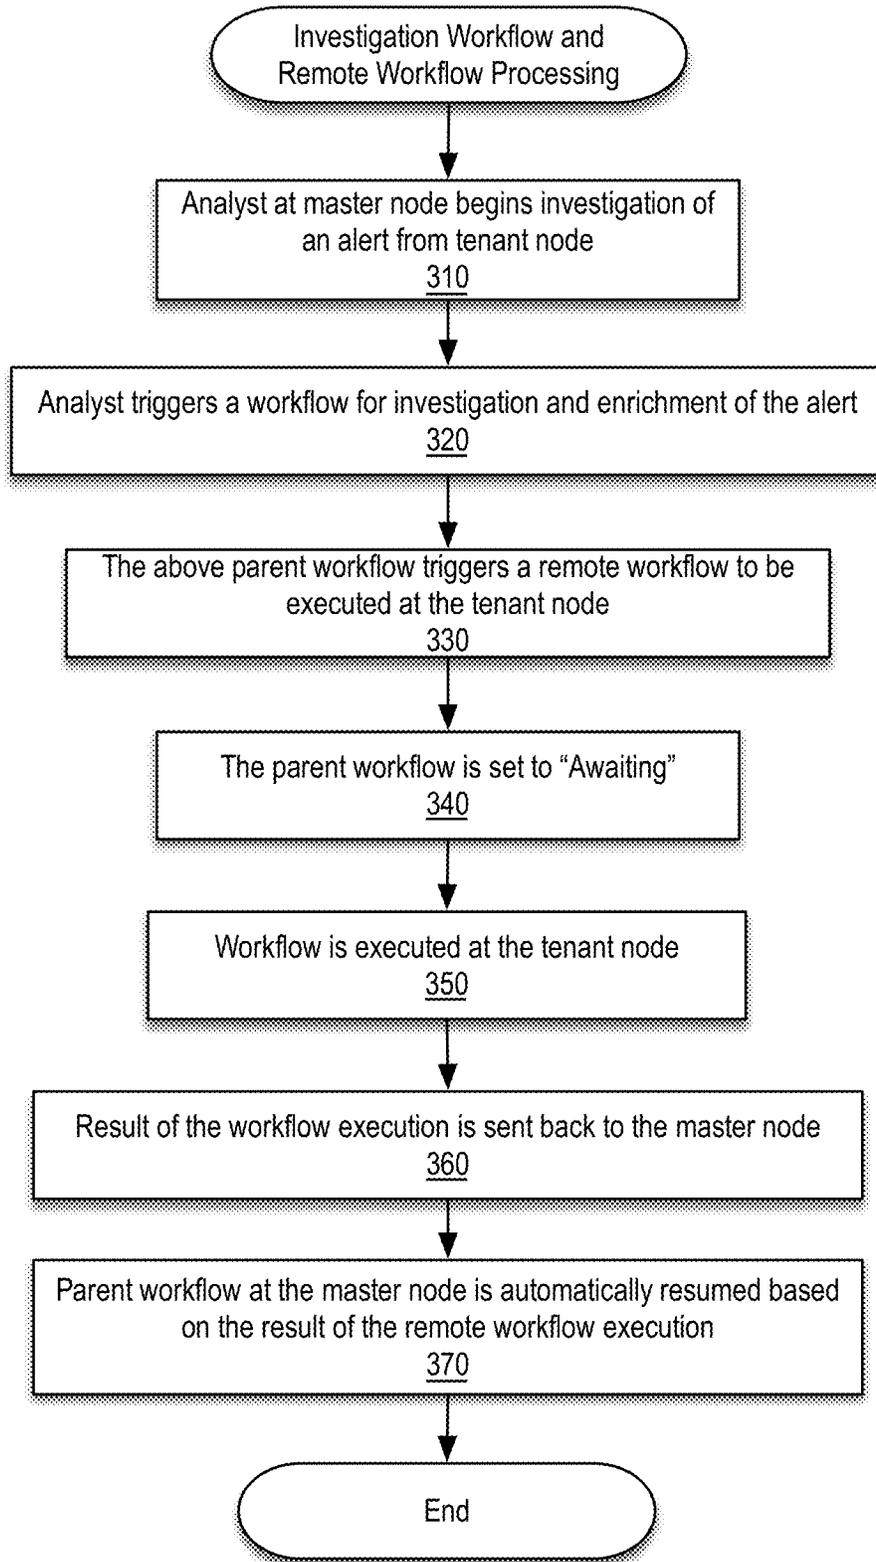 Investigation Workflow and
Remote Workflow Processing
Analyst at master node begins investigation of
an alert from tenant node
310
Analyst triggers a workflow for investigation and enrichment of the alert
320
The above parent workflow triggers a remote workflow to be
executed at the tenant node
330
The parent workflow is set to “Awaiting”
340
Workflow is executed at the tenant node
350
Result of the workflow execution is sent back to the master node
360
Parent workflow at the master node is automatically resumed based
on the result of the remote workflow execution
370
End